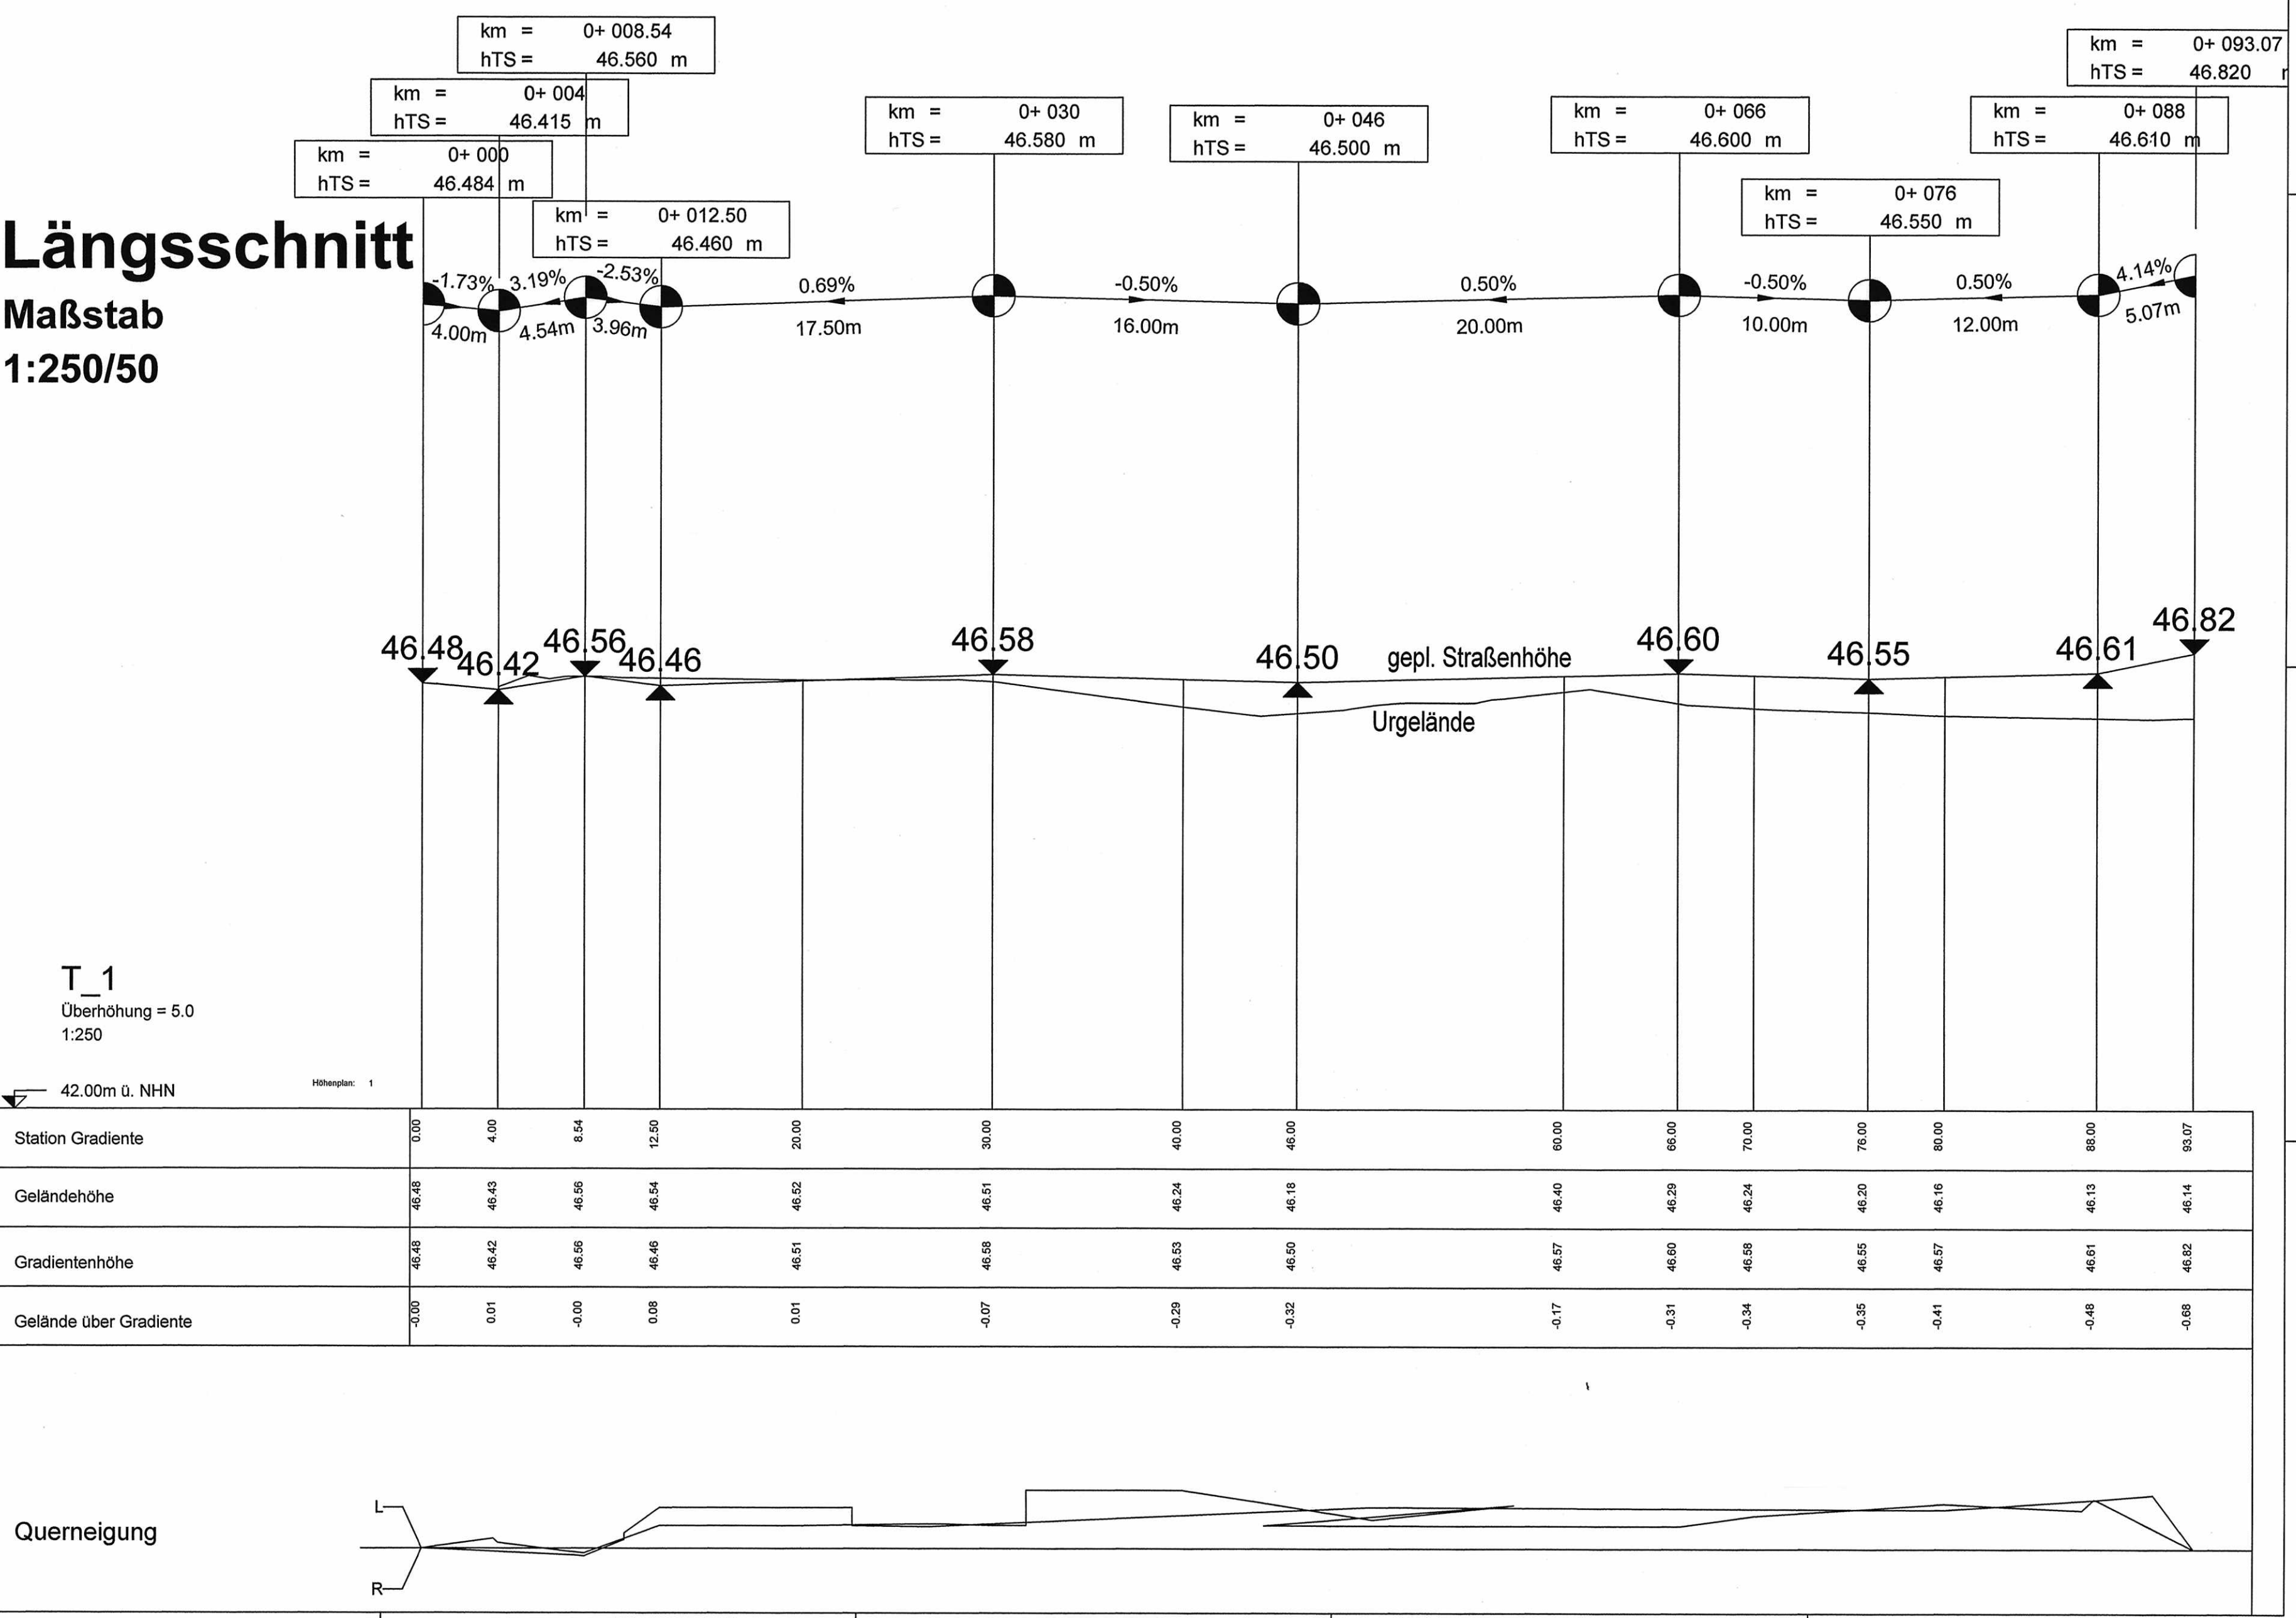 km = 0+ 008.54
hTS = 46.560 m
km = 0+ 093.07
hTS = 46.820
km = 0+ 004
hTS = 46.415 m
km = 0+ 030
hTS = 46.580 m
km = 0+ 046
hTS = 46.500 m
km = 0+ 066
hTS = 46.600 m
km = 0+ 088
hTS = 46.610 m
km = 0+ 000
hTS = 46.484 m
km = 0+ 076
hTS = 46.550 m
km = 0+ 012.50
hTS = 46.460 m
Längsschnitt
Maßstab
1:250/50
-1.73% 3.19% -2.53% 0.69% -0.50% 0.50% -0.50% 0.50% 4.14%
4.00m 4.54m 3.96m 17.50m 16.00m 20.00m 10.00m 12.00m 5.07m
46.48 46.42 46.56 46.46 46.58 46.50 46.60 46.55 46.61 46.82
gepl. Straßenhöhe
Urgelände
T_1
Überhöhung = 5.0
1:250
42.00m ü. NHN
Höhenplan: 1
Station Gradiente 0.00 4.00 8.54 12.50 20.00 30.00 40.00 46.00 60.00 66.00 70.00 76.00 80.00 88.00 93.07
Geländehöhe 46.48 46.43 46.56 46.54 46.52 46.51 46.24 46.18 46.40 46.29 46.24 46.20 46.16 46.13 46.14
Gradientenhöhe 46.48 46.42 46.56 46.46 46.51 46.58 46.53 46.50 46.57 46.60 46.58 46.55 46.57 46.61 46.82
Gelände über Gradiente -0.00 0.01 -0.00 0.08 0.01 -0.07 -0.29 -0.32 -0.17 -0.31 -0.34 -0.35 -0.41 -0.48 -0.68
L
Querneigung
R